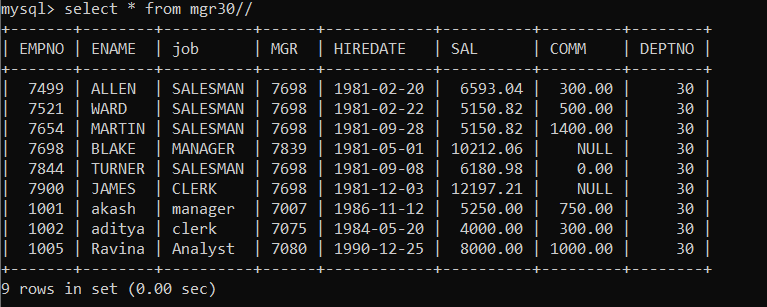 mysql> select * from mgr30//
+-------+--------+----------+------+------------+----------+---------+--------+
| EMPNO | ENAME  | job      | MGR  | HIREDATE   | SAL      | COMM    | DEPTNO |
+-------+--------+----------+------+------------+----------+---------+--------+
|  7499 | ALLEN  | SALESMAN | 7698 | 1981-02-20 |  6593.04 |  300.00 |     30 |
|  7521 | WARD   | SALESMAN | 7698 | 1981-02-22 |  5150.82 |  500.00 |     30 |
|  7654 | MARTIN | SALESMAN | 7698 | 1981-09-28 |  5150.82 | 1400.00 |     30 |
|  7698 | BLAKE  | MANAGER  | 7839 | 1981-05-01 | 10212.06 |    NULL |     30 |
|  7844 | TURNER | SALESMAN | 7698 | 1981-09-08 |  6180.98 |    0.00 |     30 |
|  7900 | JAMES  | CLERK    | 7698 | 1981-12-03 | 12197.21 |    NULL |     30 |
|  1001 | akash  | manager  | 7007 | 1986-11-12 |  5250.00 |  750.00 |     30 |
|  1002 | aditya | clerk    | 7075 | 1984-05-20 |  4000.00 |  300.00 |     30 |
|  1005 | Ravina | Analyst  | 7080 | 1990-12-25 |  8000.00 | 1000.00 |     30 |
+-------+--------+----------+------+------------+----------+---------+--------+
9 rows in set (0.00 sec)